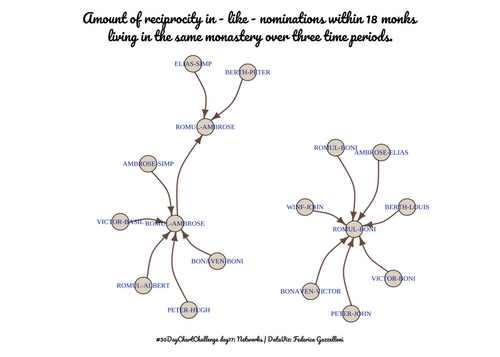 Amount of reciprocity in - like - nominations within 18 monks
living in the same monastery over three time periods.
ELIAS-SIMP
BERTH-PETER
ROMUL-AMBROSE
ROMUL-BONI
AMBROSE-ELIAS
AMBROSE-SIMP
WINF-JOHN
BERTH-LOUIS
VICTOR-BASIL
ROMUL-AMBROSE
ROMUL-BONI
BONAVEN-BONI
VICTOR-BONI
ROMUL-ALBERT
BONAVEN-VICTOR
PETER-HUGH
PETER-JOHN
#30DayChartChallenge day17: Networks | DataViz: Federica Gazzelloni